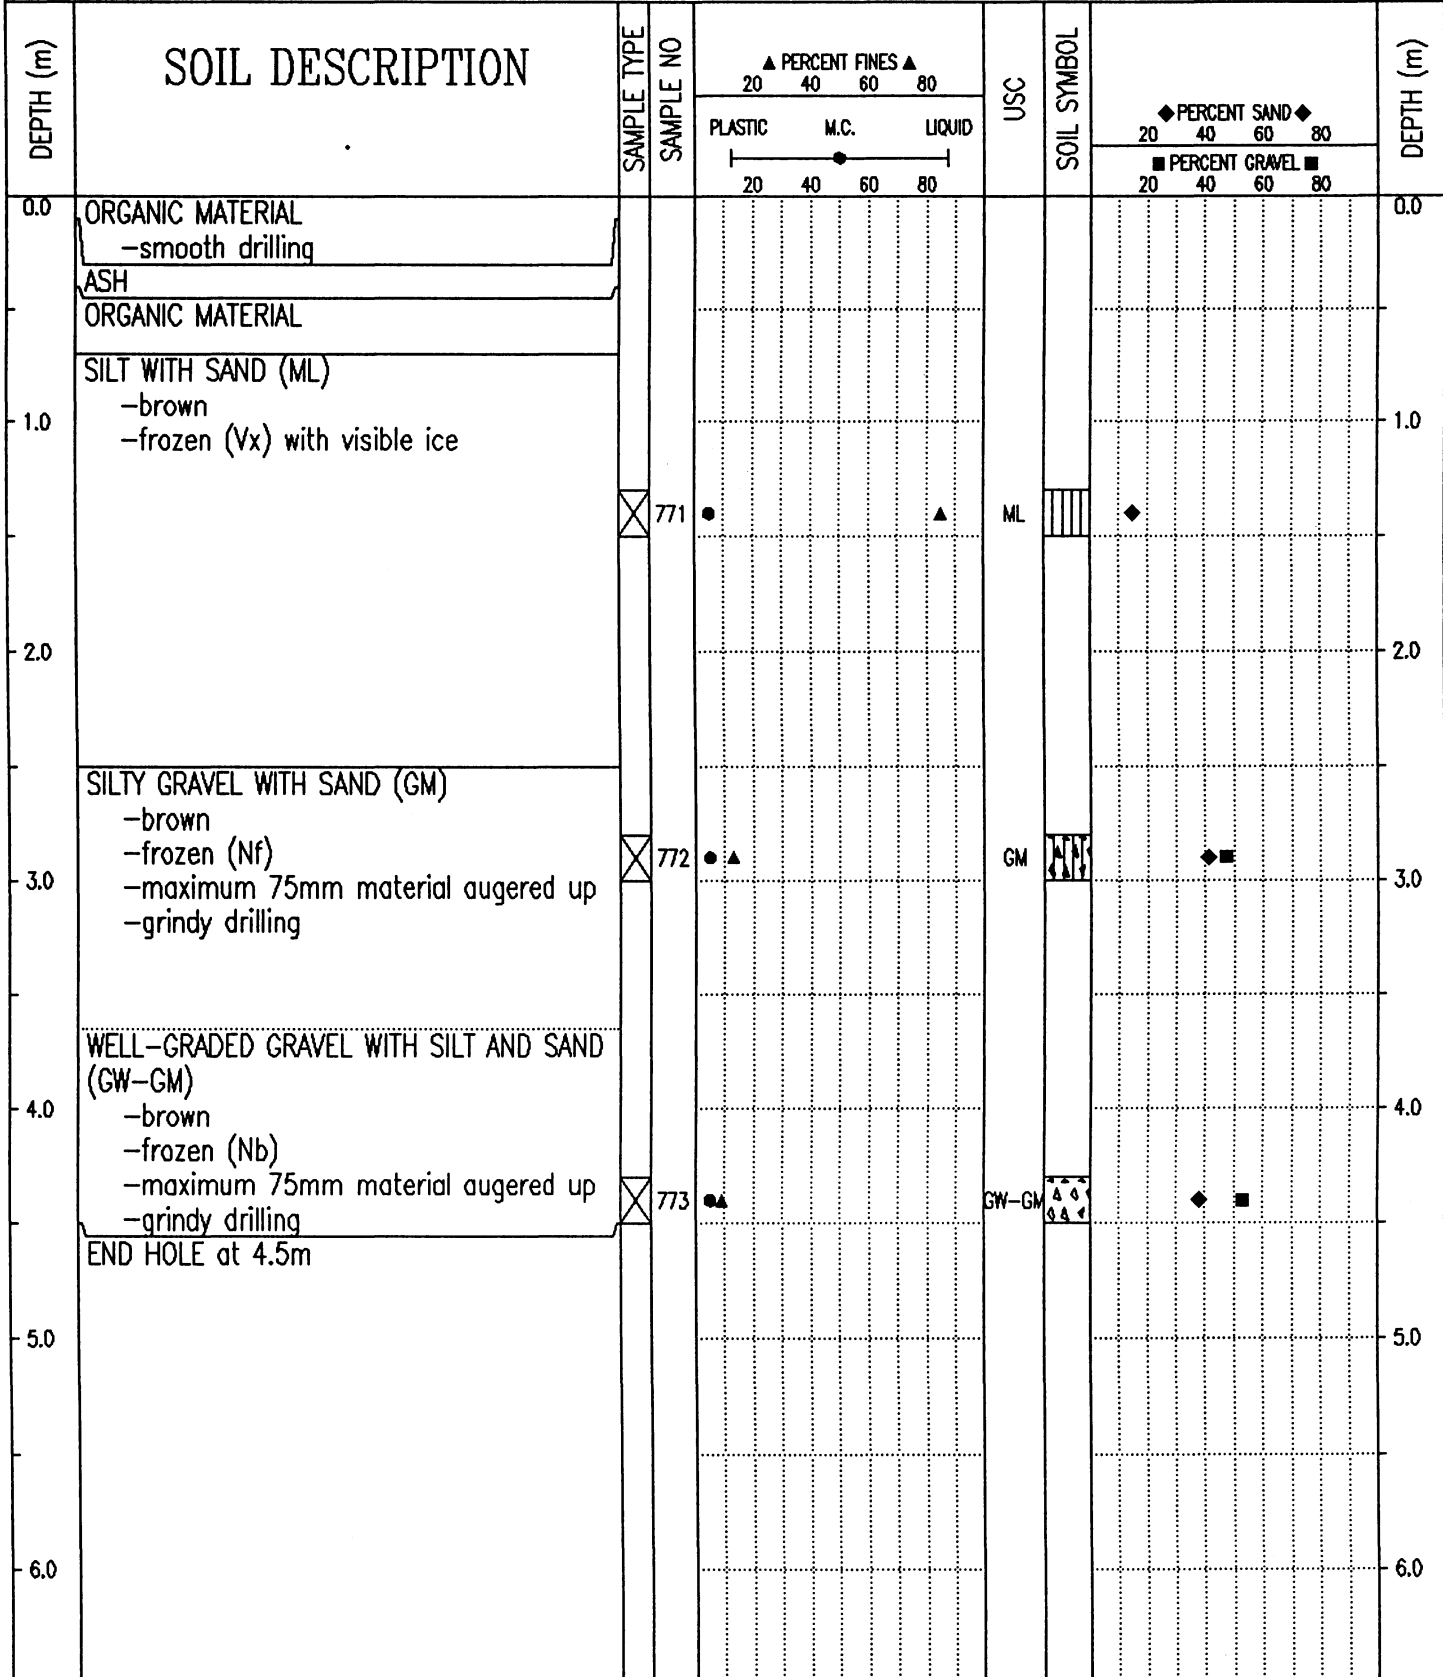 DEPTH (m)
SOIL DESCRIPTION
SAMPLE TYPE
SAMPLE NO
▲ PERCENT FINES ▲
20 40 60 80
PLASTIC M.C. LIQUID
20 40 60 80
USC
SOIL SYMBOL
◆ PERCENT SAND ◆
20 40 60 80
■ PERCENT GRAVEL ■
20 40 60 80
DEPTH (m)
0.0 ORGANIC MATERIAL 0.0
-smooth drilling
ASH
ORGANIC MATERIAL
SILT WITH SAND (ML)
-brown
1.0 1.0
-frozen (Vx) with visible ice
771 ML
2.0 2.0
SILTY GRAVEL WITH SAND (GM)
-brown
-frozen (Nf) 772 GM
3.0 -maximum 75mm material augered up 3.0
-grindy drilling
WELL-GRADED GRAVEL WITH SILT AND SAND
(GW-GM)
4.0 -brown 4.0
-frozen (Nb)
-maximum 75mm material augered up 773 GW-GM
-grindy drilling
END HOLE at 4.5m
5.0 5.0
6.0 6.0